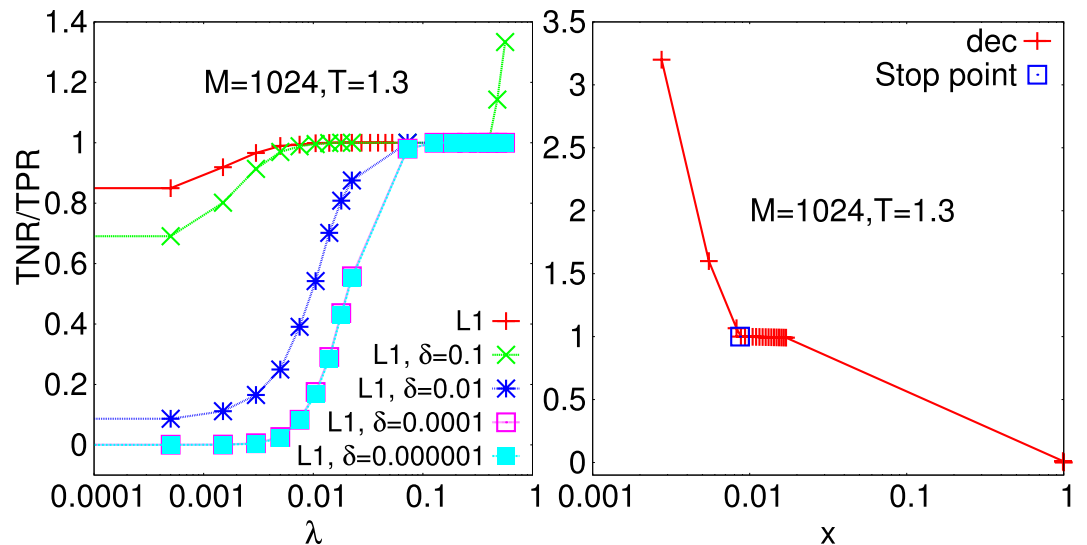 TNR/TPR
1.4
1.2
1
0.8
0.6
0.4
0.2
0
M=1024,T=1.3
L1
L1, δ=0.1
L1, δ=0.01
L1, δ=0.0001
L1, δ=0.000001
0.0001 0.001 0.01 0.1 1
λ
3.5
3
2.5
2
1.5
1
0.5
0
dec
Stop point
M=1024,T=1.3
0.001 0.01 0.1 1
x